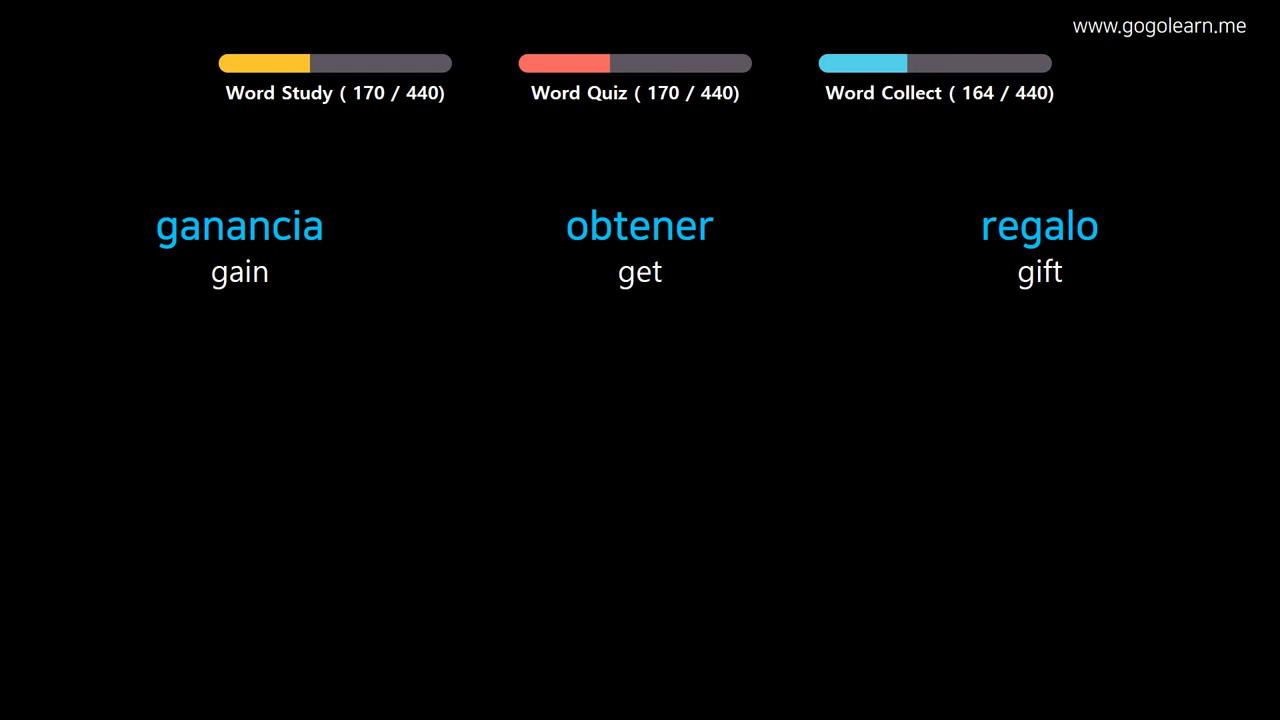 www.gogolearn.me
Word Study ( 170 / 440)
Word Quiz ( 170 / 440)
Word Collect ( 164 / 440)
ganancia
gain
obtener
get
regalo
gift